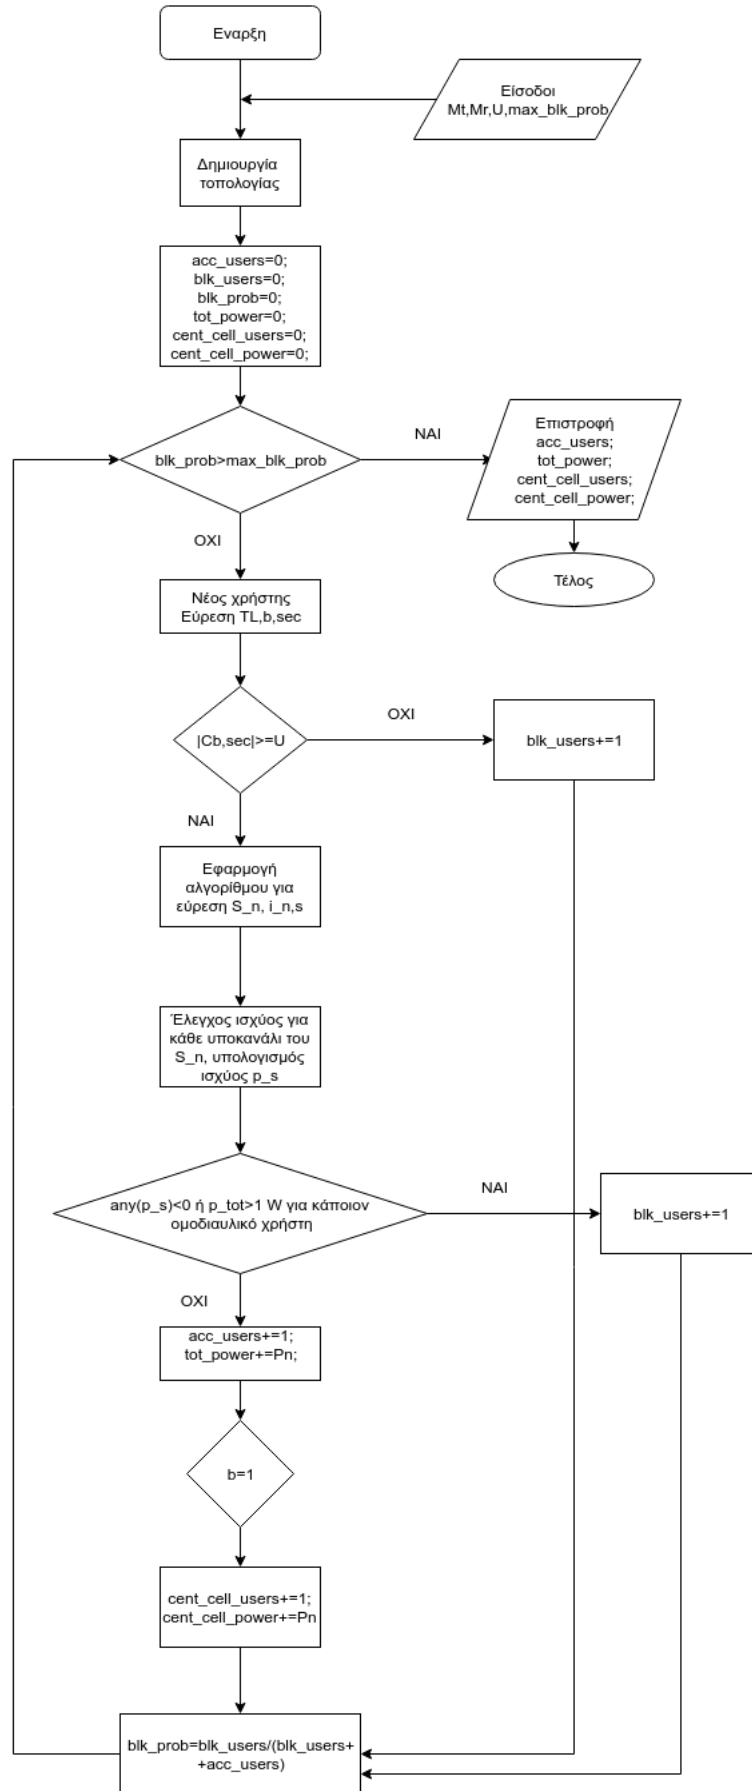 Εναρξη
Είσοδοι
Mt,Mr,U,max_blk_prob
Δημιουργία
τοπολογίας
acc_users=0;
blk_users=0;
blk_prob=0;
tot_power=0;
cent_cell_users=0;
cent_cell_power=0;
blk_prob>max_blk_prob
ΝΑΙ
Επιστροφή
acc_users;
tot_power;
cent_cell_users;
cent_cell_power;
Τέλος
ΟΧΙ
Νέος χρήστης
Εύρεση TL,b,sec
|Cb,sec|>=U
ΟΧΙ
blk_users+=1
ΝΑΙ
Εφαρμογή
αλγορίθμου για
εύρεση S_n, i_n,s
Έλεγχος ισχύος για
κάθε υποκανάλι του
S_n, υπολογισμός
ισχύος p_s
any(p_s)<0 ή p_tot>1 W για κάποιον
ομοδιαυλικό χρήστη
ΝΑΙ
blk_users+=1
ΟΧΙ
acc_users+=1;
tot_power+=Pn;
b=1
cent_cell_users+=1;
cent_cell_power+=Pn
blk_prob=blk_users/(blk_users+
+acc_users)